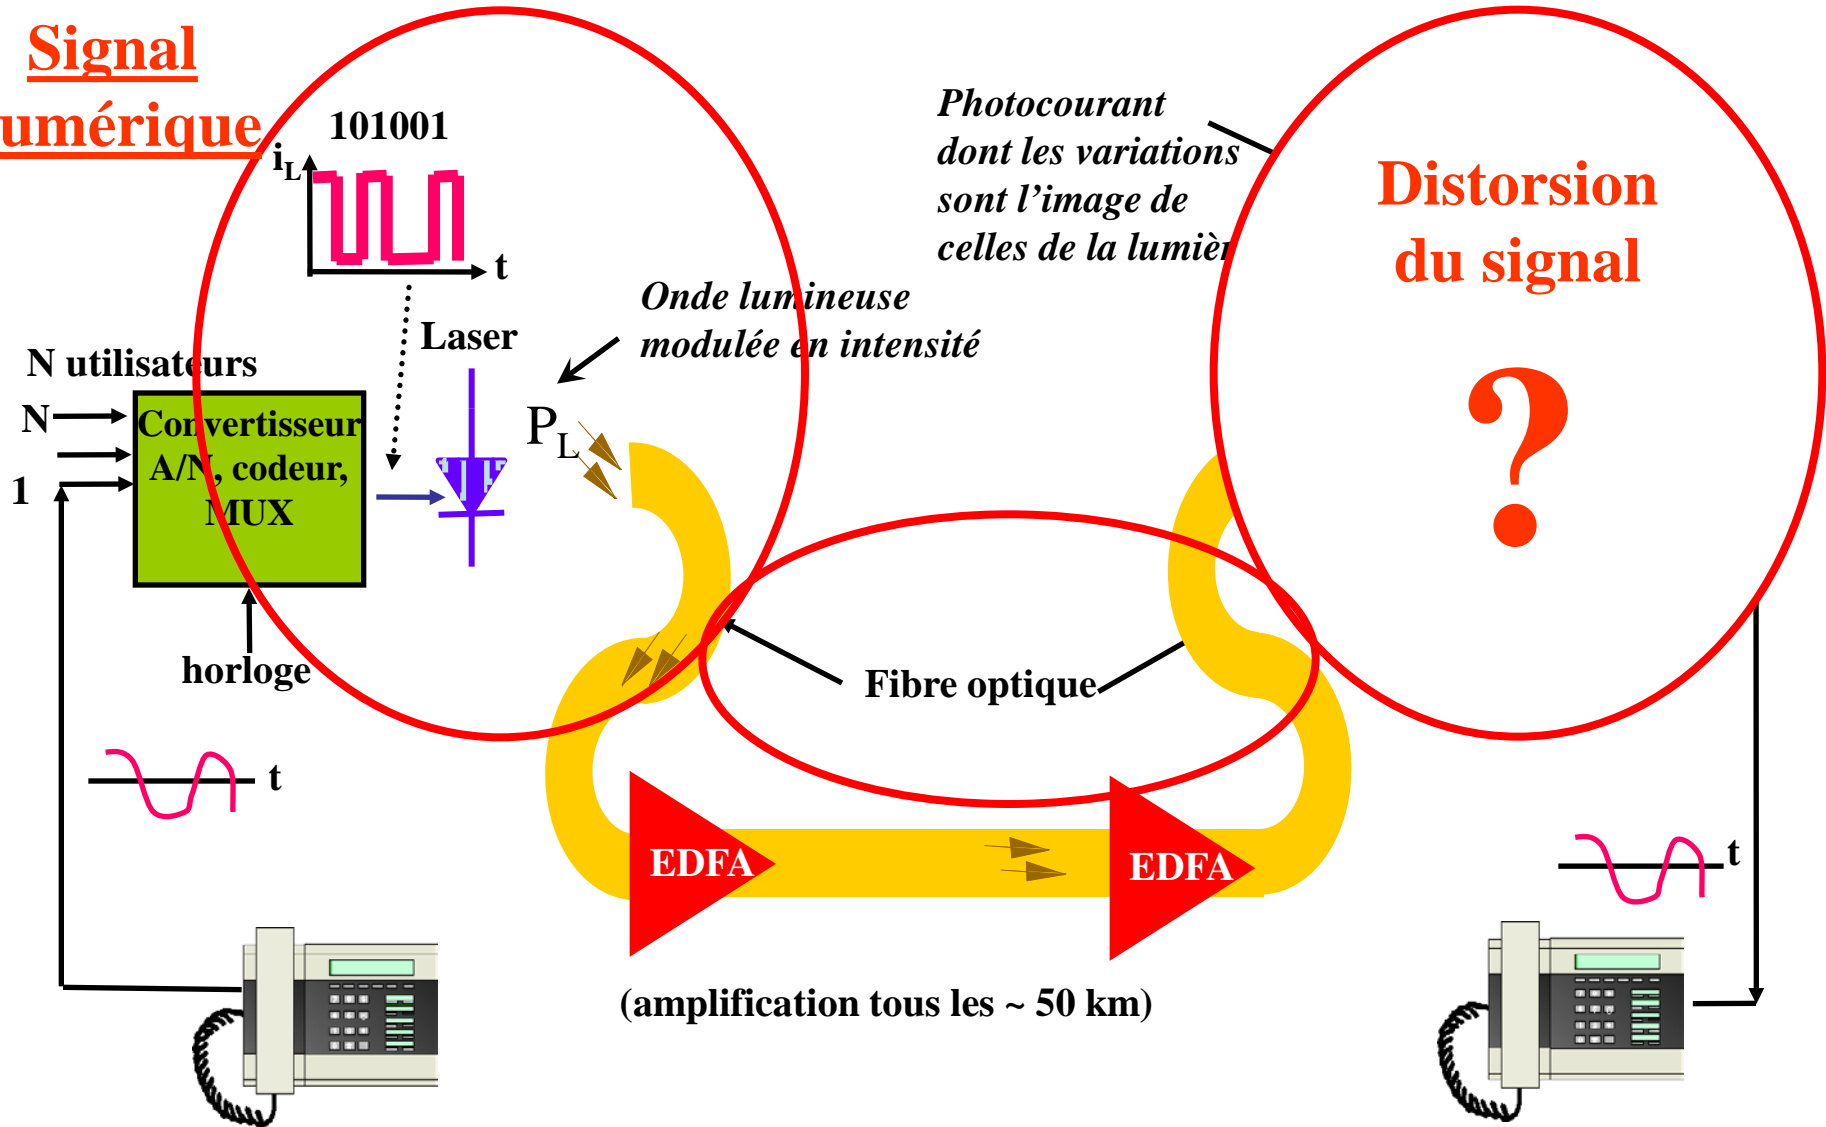 Signal
umérique
101001
i_L
t
Photocourant
dont les variations
sont l'image de
celles de la lumièr
Distorsion
du signal
?
Onde lumineuse
modulée en intensité
Laser
N utilisateurs
N
1
Convertisseur
A/N, codeur,
MUX
P_L
horloge
Fibre optique
t
EDFA
EDFA
t
(amplification tous les ~ 50 km)